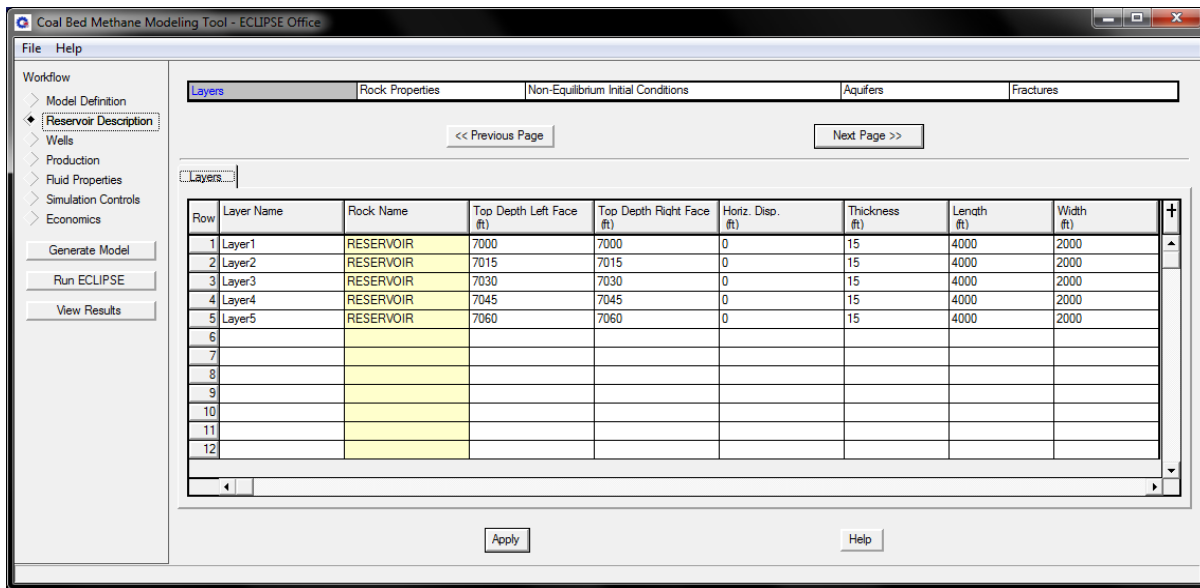 Coal Bed Methane Modeling Tool - ECLIPSE Office
File Help
Workflow
Model Definition
Reservoir Description
Wells
Production
Fluid Properties
Simulation Controls
Economics
Generate Model
Run ECLIPSE
View Results
Layers Rock Properties Non-Equilibrium Initial Conditions Aquifers Fractures
<< Previous Page Next Page >>
Layers
Row Layer Name Rock Name Top Depth Left Face (ft) Top Depth Right Face (ft) Horiz. Disp. (ft) Thickness (ft) Length (ft) Width (ft)
1 Layer1 RESERVOIR 7000 7000 0 15 4000 2000
2 Layer2 RESERVOIR 7015 7015 0 15 4000 2000
3 Layer3 RESERVOIR 7030 7030 0 15 4000 2000
4 Layer4 RESERVOIR 7045 7045 0 15 4000 2000
5 Layer5 RESERVOIR 7060 7060 0 15 4000 2000
6
7
8
9
10
11
12
Apply Help